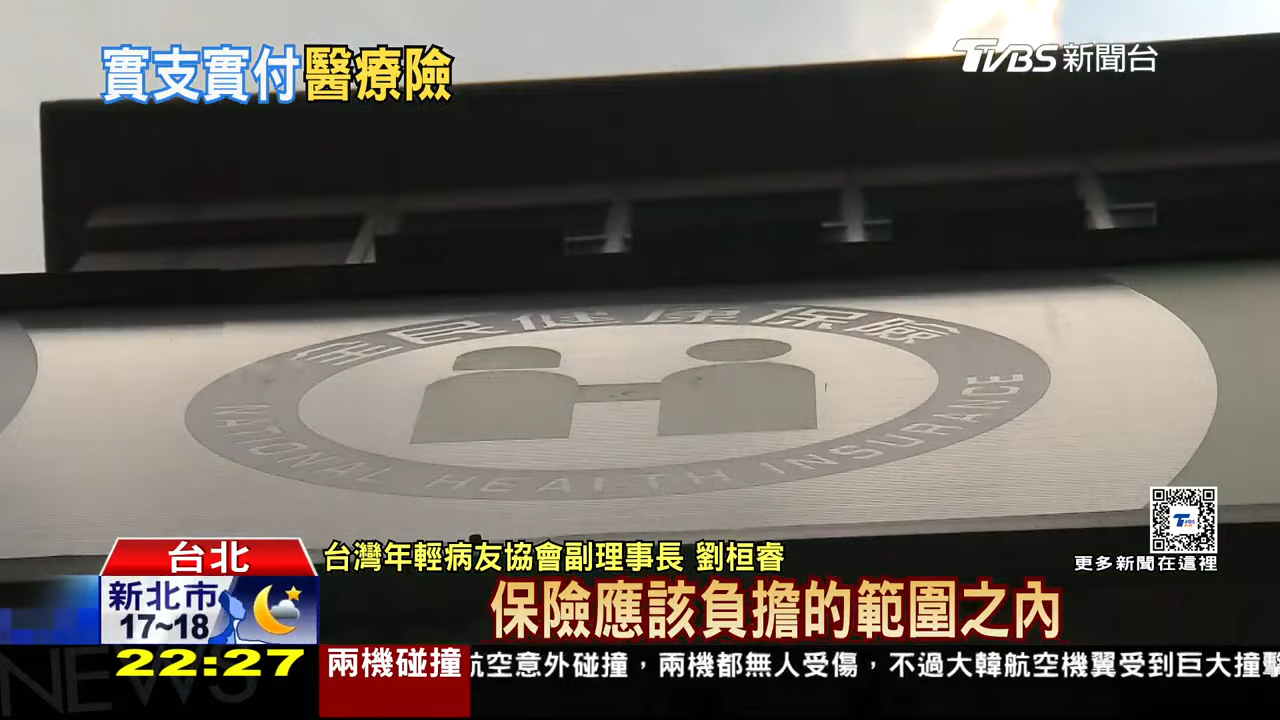 實支實付醫療險
TVBS新聞台
全民健康保險
NATIONAL HEALTH INSURANCE
TVBS
更多新聞在這裡
台北
台灣年輕病友協會副理事長 劉桓睿
新北市
17~18
保險應該負擔的範圍之內
22:27
NEWS
兩機碰撞
航空意外碰撞，兩機都無人受傷，不過大韓航空機翼受到巨大撞擊